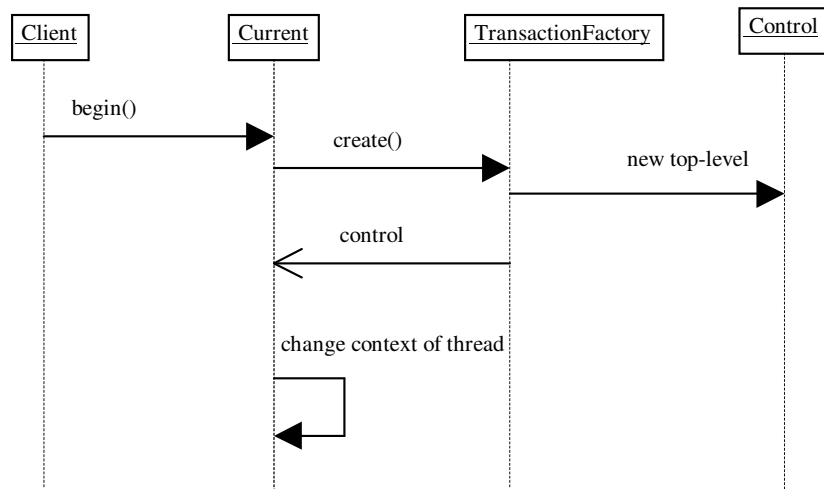 Client
Current
TransactionFactory
Control
begin()
create()
new top-level
control
change context of thread